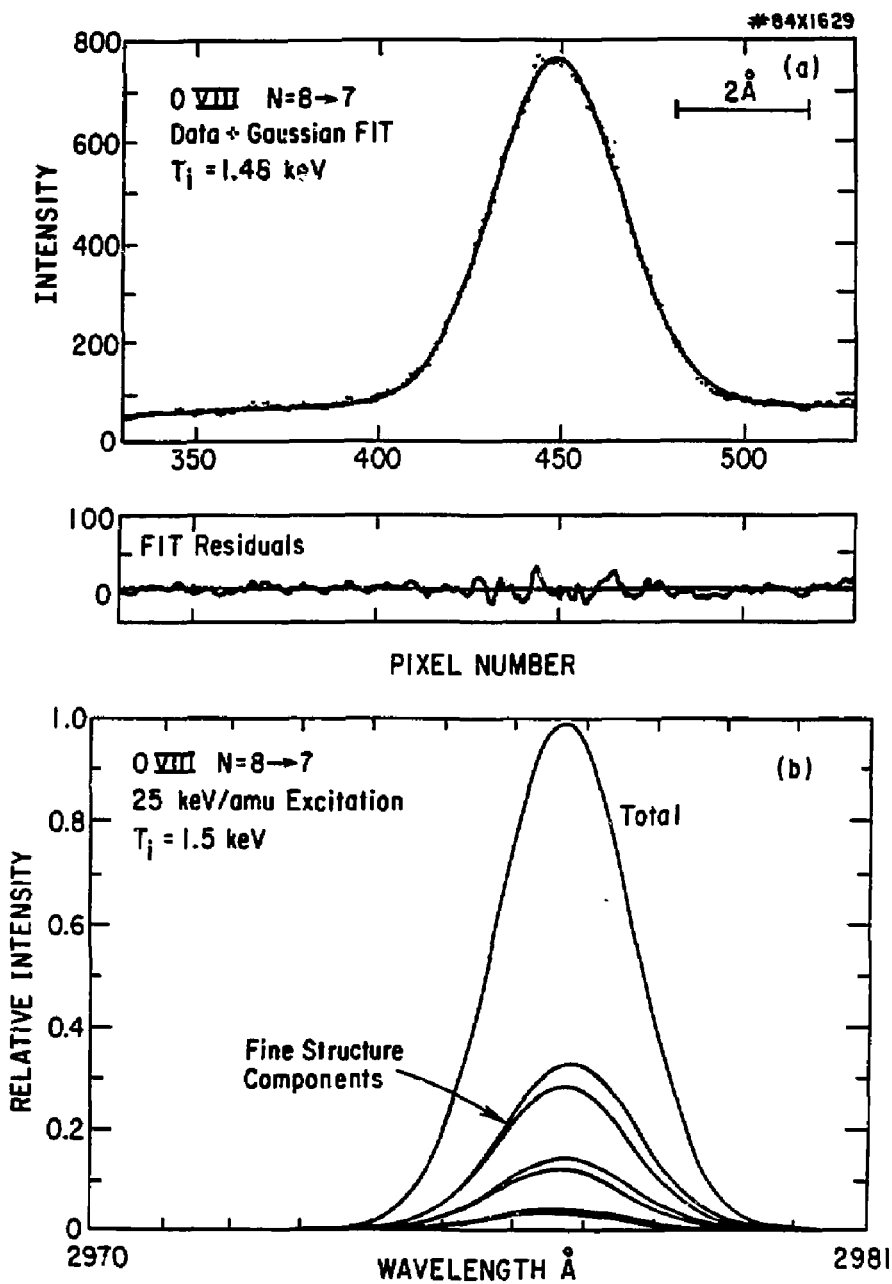 #84X1629
800
600
400
200
0
INTENSITY
O VIII N=8→7
Data + Gaussian FIT
Ti = 1.48 keV
(a)
2Å
350
400
450
500
100
0
FIT Residuals
PIXEL NUMBER
1.0
0.8
0.6
0.4
0.2
0
RELATIVE INTENSITY
O VIII N=8→7
25 keV/amu Excitation
Ti = 1.5 keV
(b)
Total
Fine Structure
Components
2970
WAVELENGTH Å
2981